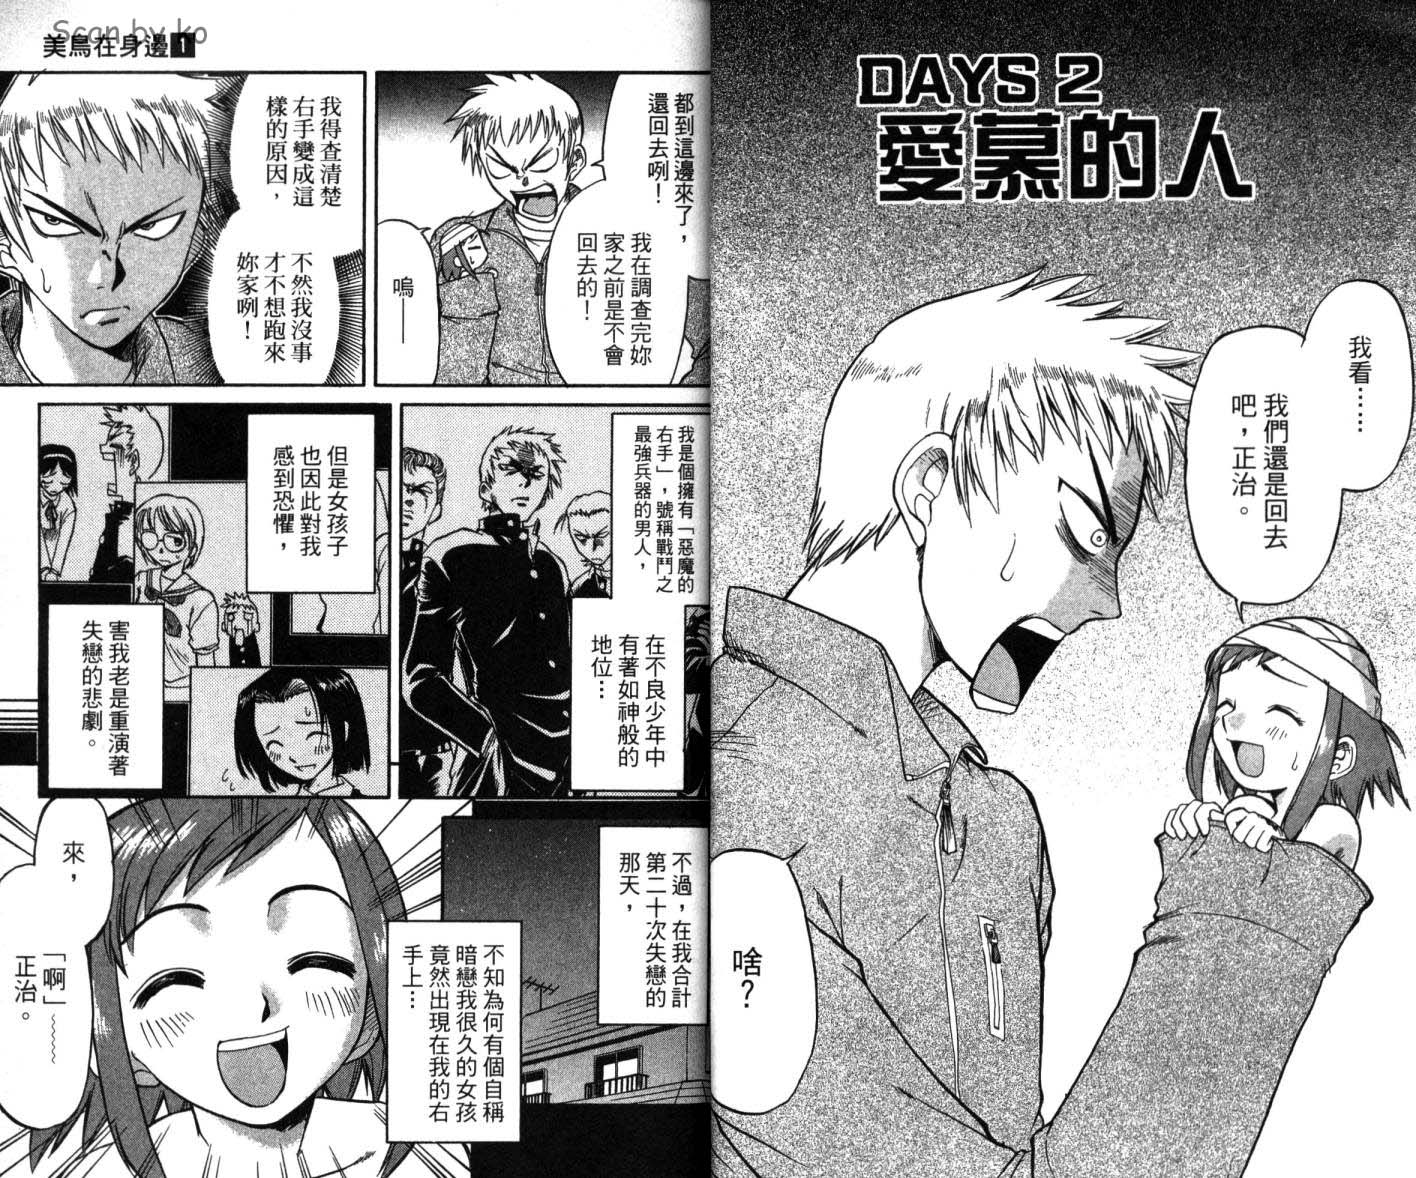 DAYS 2
愛慕的人
我看⋯⋯
我們還是回去
吧，正治。
啥？
Scan by ko
美鳥在身邊1
都到這邊來了，
還回去咧！
我在調查完妳
家之前是不會
回去的！
嗚——
我得查清楚
右手變成這
樣的原因，
不然我沒事
才不想跑來
妳家咧！
我是個擁有「惡魔的
右手」，號稱戰鬥之
最強兵器的男人，
在不良少年中
有著如神般的
地位⋯
但是女孩子
也因此對我
感到恐懼，
害我老是重演著
失戀的悲劇。
不過，在我合計
第二十次失戀的
那天，
不知為何有個自稱
暗戀我很久的女孩
竟然出現在我的右
手上⋯
來，
「啊」～～～
正治。